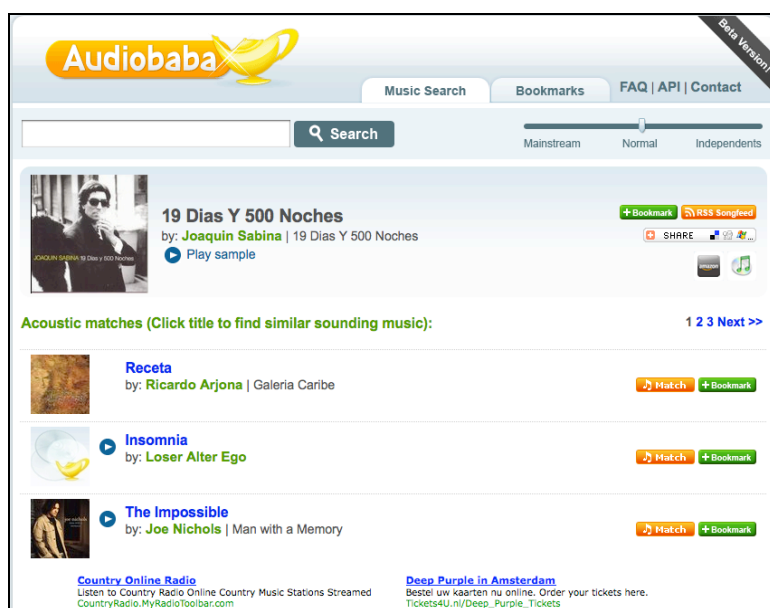 Beta Version!
Audiobaba
Music Search
Bookmarks
FAQ | API | Contact
Search
Mainstream
Normal
Independents
JOAQUIN SABINA 19 Dias y 500 Noches
19 Dias Y 500 Noches
by: Joaquin Sabina | 19 Dias Y 500 Noches
Play sample
+Bookmark
RSS Songfeed
SHARE
amazon
Acoustic matches (Click title to find similar sounding music):
1 2 3 Next >>
Receta
by: Ricardo Arjona | Galeria Caribe
Match
+Bookmark
Insomnia
by: Loser Alter Ego
Match
+Bookmark
joe nichols
The Impossible
by: Joe Nichols | Man with a Memory
Match
+Bookmark
Country Online Radio
Listen to Country Radio Online Country Music Stations Streamed
CountryRadio.MyRadioToolbar.com
Deep Purple in Amsterdam
Bestel uw kaarten nu online. Order your tickets here.
Tickets4U.nl/Deep_Purple_Tickets